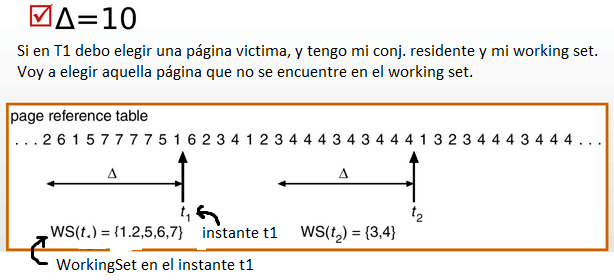 Δ=10
Si en T1 debo elegir una página victima, y tengo mi conj. residente y mi working set.
Voy a elegir aquella página que no se encuentre en el working set.
page reference table
. . . 2 6 1 5 7 7 7 7 5 1 6 2 3 4 1 2 3 4 4 4 3 4 3 4 4 4 1 3 2 3 4 4 4 3 4 4 4 . . .
Δ Δ
t₁ t₂
WS(t₁) = {1.2,5,6,7} instante t1 WS(t₂) = {3,4}
WorkingSet en el instante t1